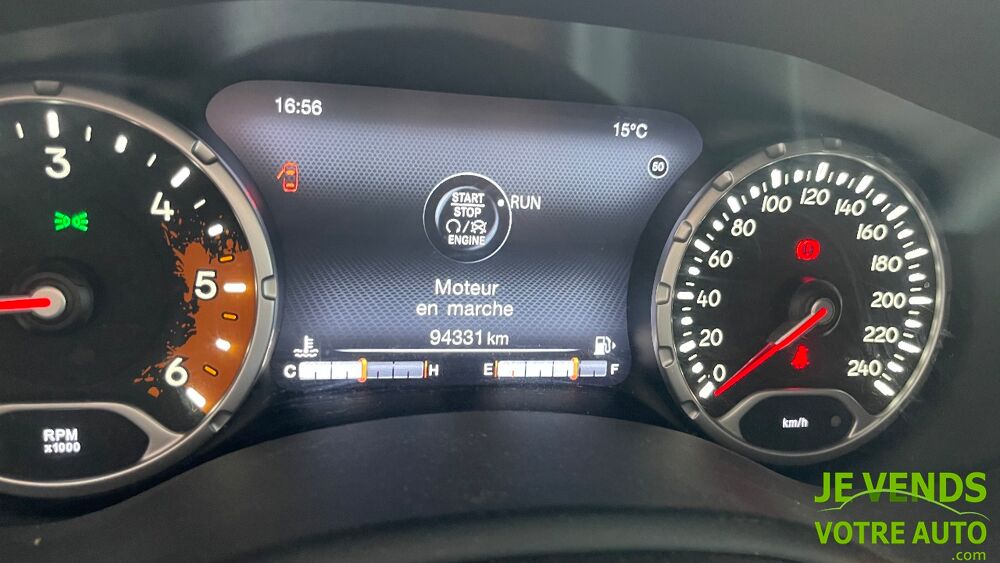 16:56
15°C
50
START
STOP
ENGINE
RUN
Moteur
en marche
94331 km
C H
E F
3
4
5
6
RPM
x1000
0
20
40
60
80
100
120
140
160
180
200
220
240
km/h
JE VENDS
VOTRE AUTO
.com